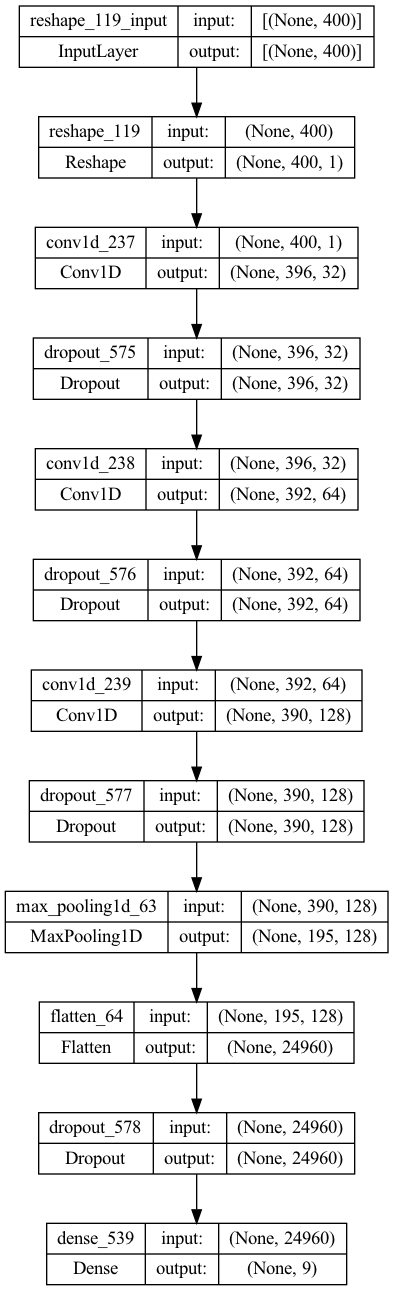 reshape_119_input input: [(None, 400)]
InputLayer output: [(None, 400)]
reshape_119 input: (None, 400)
Reshape output: (None, 400, 1)
conv1d_237 input: (None, 400, 1)
Conv1D output: (None, 396, 32)
dropout_575 input: (None, 396, 32)
Dropout output: (None, 396, 32)
conv1d_238 input: (None, 396, 32)
Conv1D output: (None, 392, 64)
dropout_576 input: (None, 392, 64)
Dropout output: (None, 392, 64)
conv1d_239 input: (None, 392, 64)
Conv1D output: (None, 390, 128)
dropout_577 input: (None, 390, 128)
Dropout output: (None, 390, 128)
max_pooling1d_63 input: (None, 390, 128)
MaxPooling1D output: (None, 195, 128)
flatten_64 input: (None, 195, 128)
Flatten output: (None, 24960)
dropout_578 input: (None, 24960)
Dropout output: (None, 24960)
dense_539 input: (None, 24960)
Dense output: (None, 9)